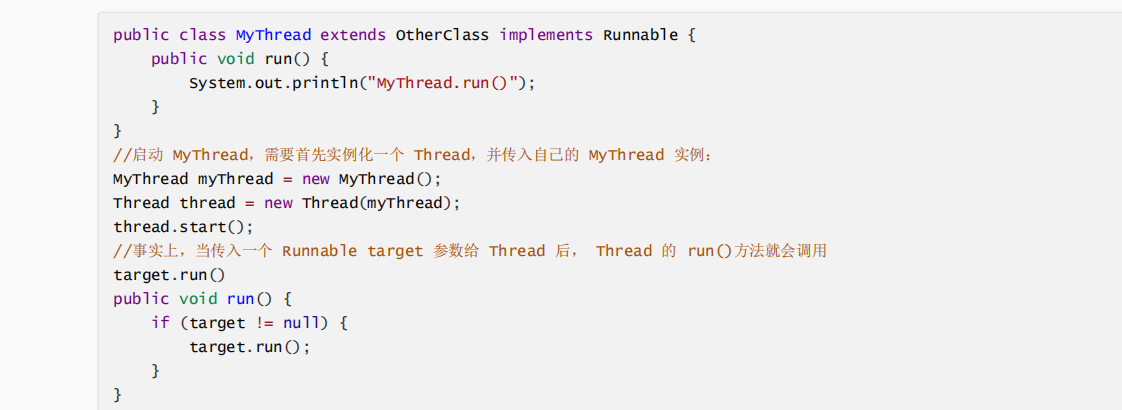 public class MyThread extends OtherClass implements Runnable {
    public void run() {
        System.out.println("MyThread.run()");
    }
}
//启动 MyThread，需要首先实例化一个 Thread，并传入自己的 MyThread 实例：
MyThread myThread = new MyThread();
Thread thread = new Thread(myThread);
thread.start();
//事实上，当传入一个 Runnable target 参数给 Thread 后， Thread 的 run()方法就会调用
target.run()
public void run() {
    if (target != null) {
        target.run();
    }
}